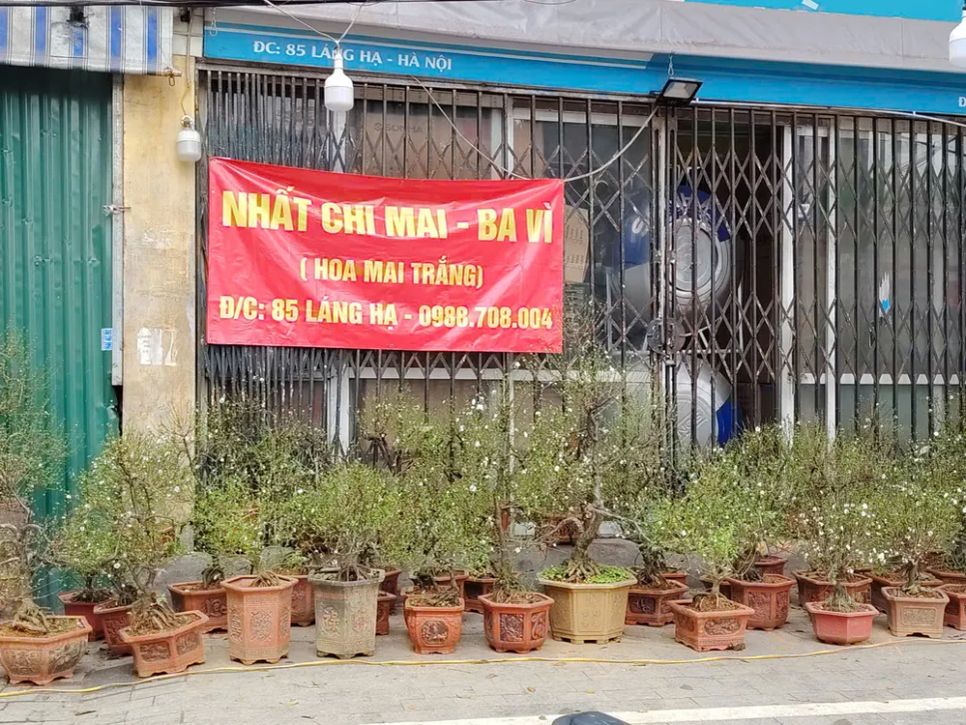 ĐC: 85 LÁNG HẠ - HÀ NỘI
NHẤT CHI MAI - BA VÌ
( HOA MAI TRẮNG)
Đ/C: 85 LÁNG HẠ - 0988.708.004